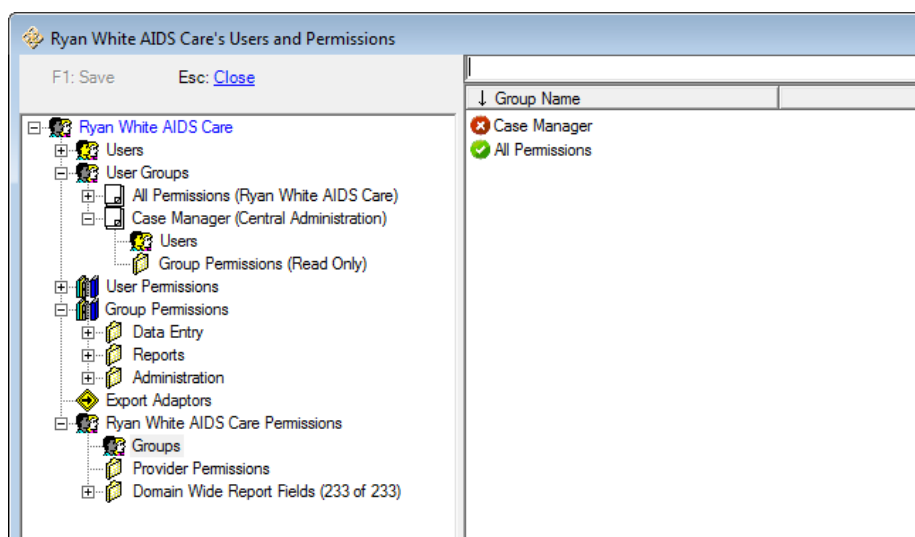 Ryan White AIDS Care's Users and Permissions
F1: Save Esc: Close
Ryan White AIDS Care
Users
User Groups
All Permissions (Ryan White AIDS Care)
Case Manager (Central Administration)
Users
Group Permissions (Read Only)
User Permissions
Group Permissions
Data Entry
Reports
Administration
Export Adaptors
Ryan White AIDS Care Permissions
Groups
Provider Permissions
Domain Wide Report Fields (233 of 233)
↓ Group Name
Case Manager
All Permissions